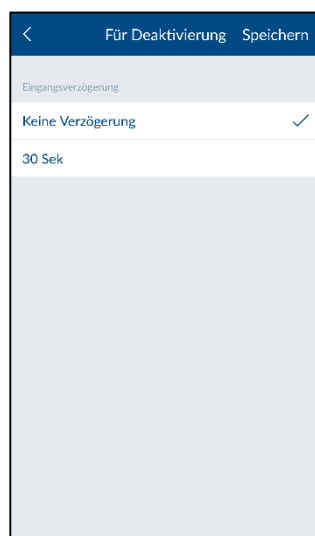 Für Deaktivierung Speichern
Eingangsverzögerung
Keine Verzögerung
30 Sek